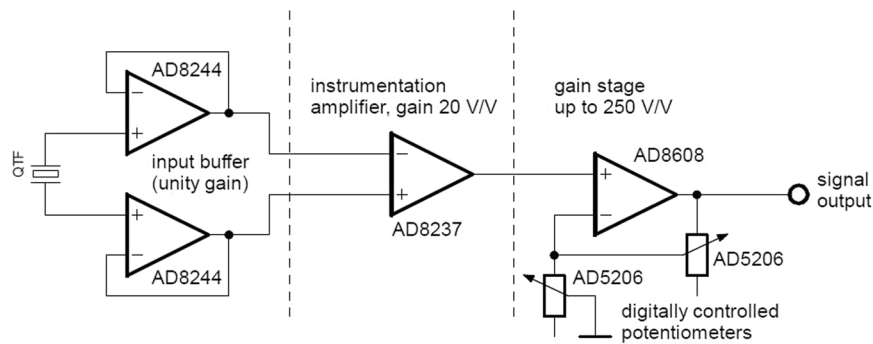 AD8244
QTF
input buffer
(unity gain)
AD8244
instrumentation
amplifier, gain 20 V/V
AD8237
gain stage
up to 250 V/V
AD8608
signal
output
AD5206
AD5206
digitally controlled
potentiometers